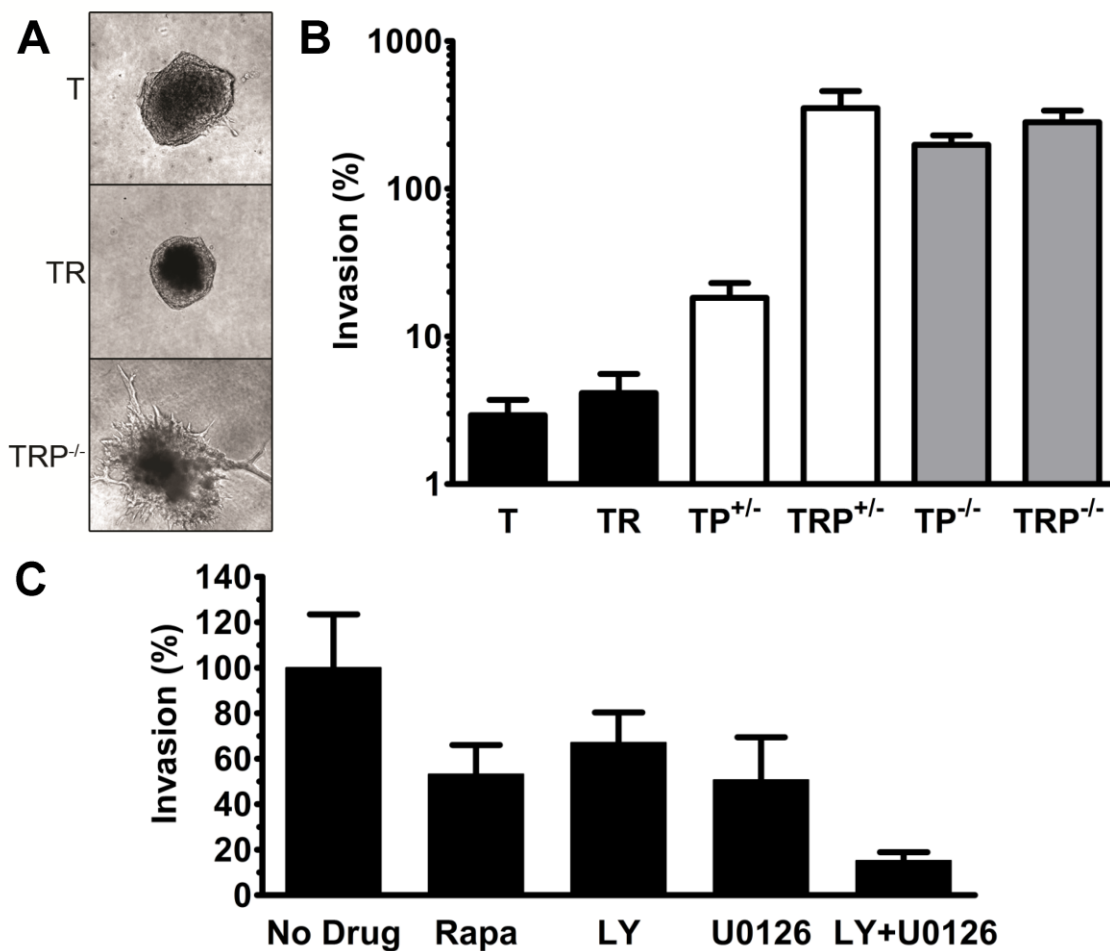 A
T
TR
TRP-/-
B
Invasion (%)
1000
100
10
1
T TR TP+/- TRP+/- TP-/- TRP-/-
C
Invasion (%)
140
120
100
80
60
40
20
0
No Drug Rapa LY U0126 LY+U0126